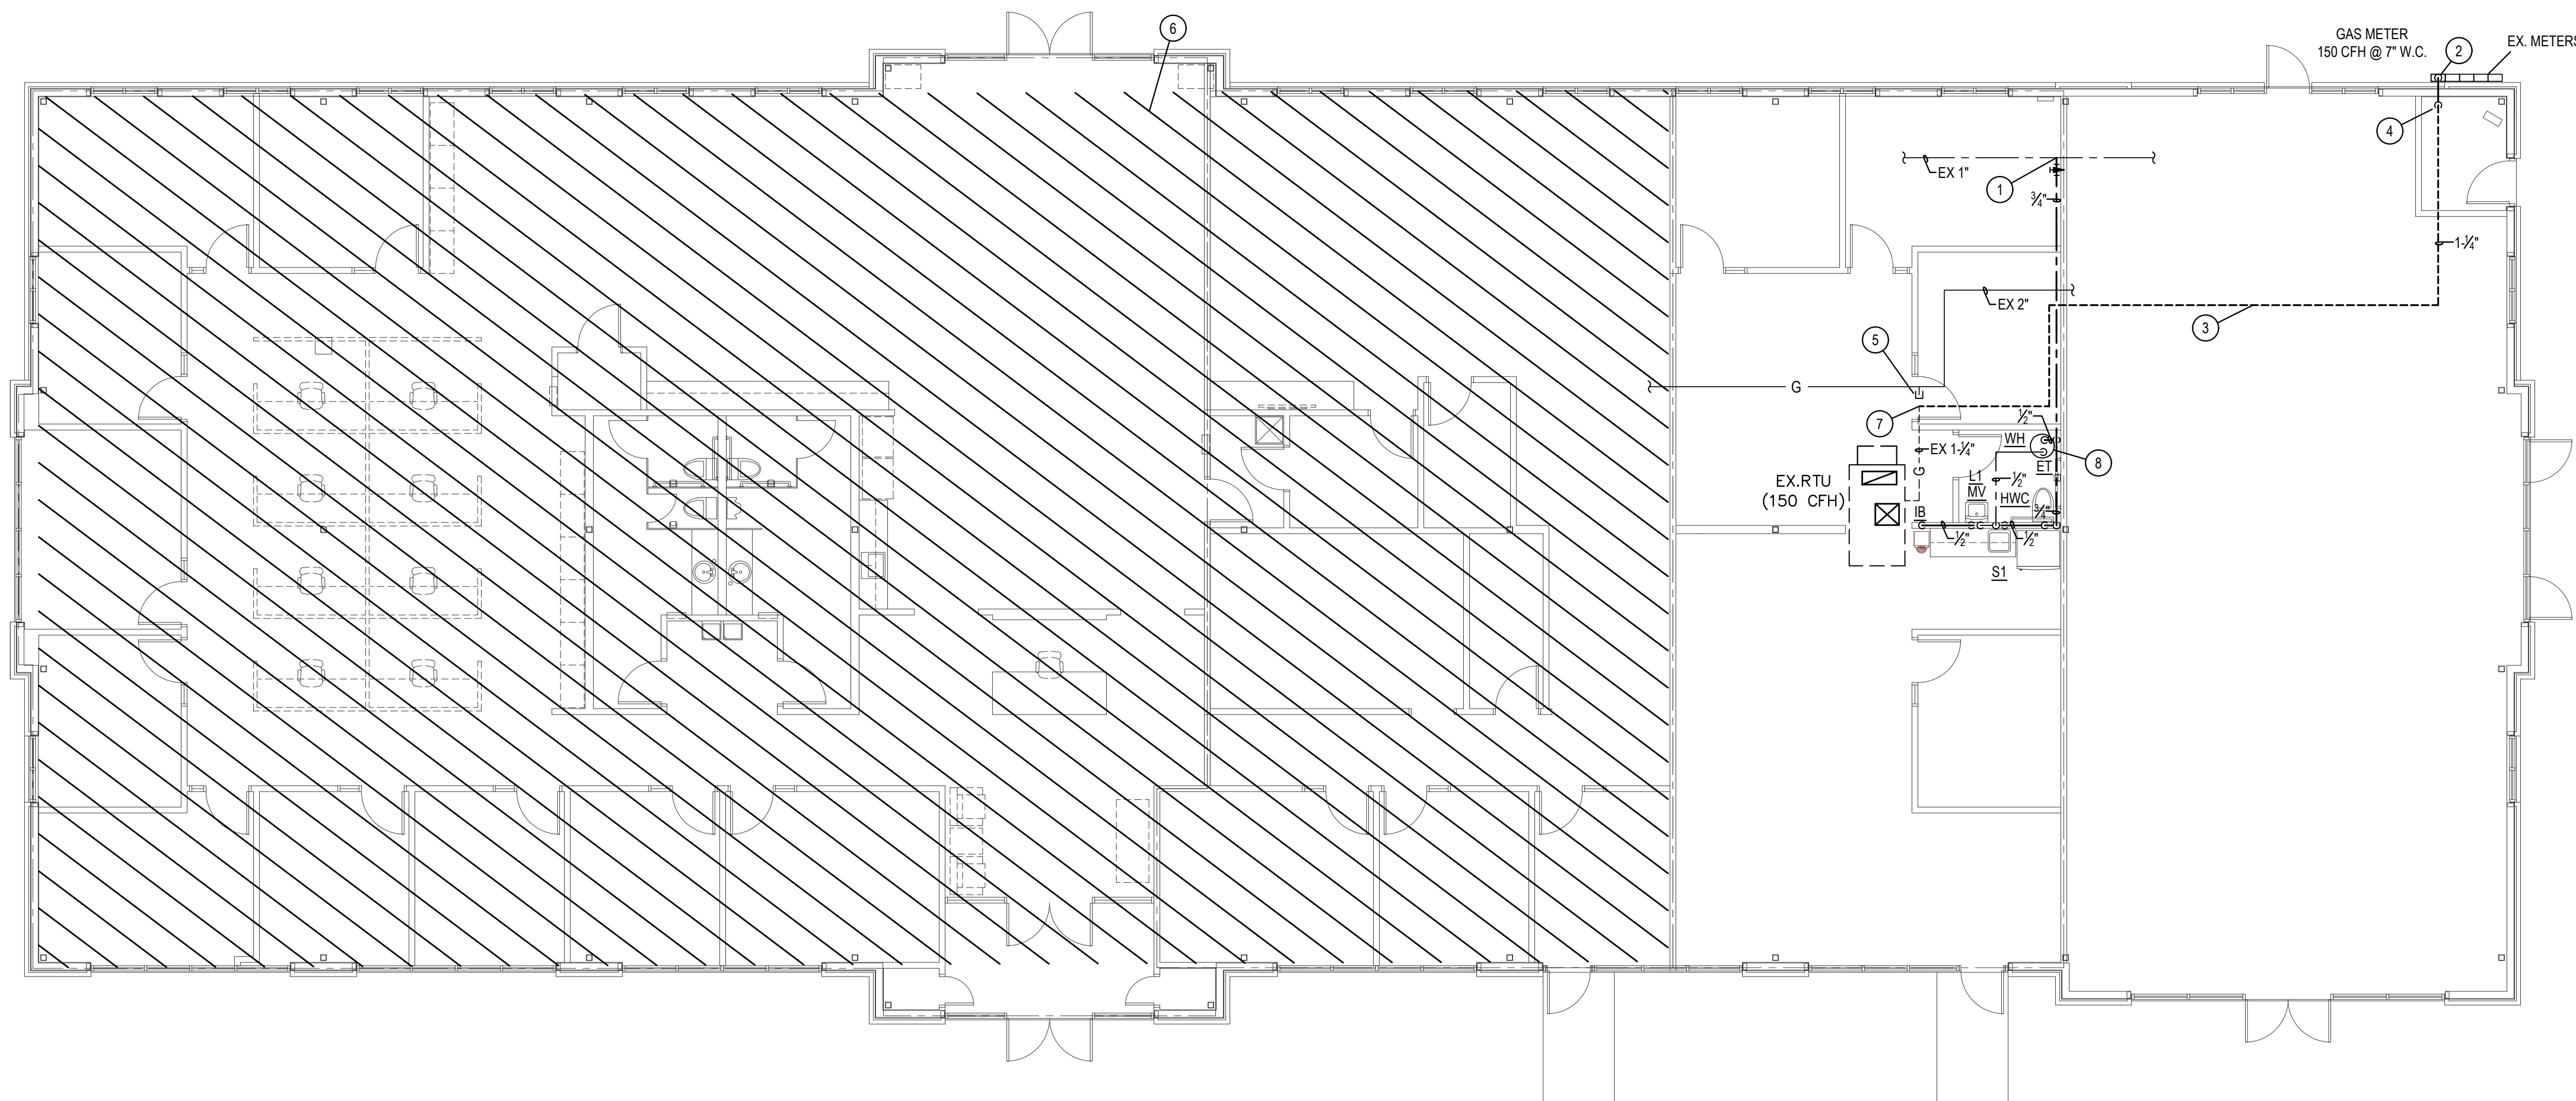 6
GAS METER
150 CFH @ 7" W.C.
2
EX. METERS
4
EX 1"
1
3/4"
1-1/4"
EX 2"
3
5
G
7
1/2"
WH
EX 1-1/4"
G
8
ET
EX.RTU
(150 CFH)
L1
MV
1/2"
HWC
IB
3/4"
1/2"
1/2"
S1